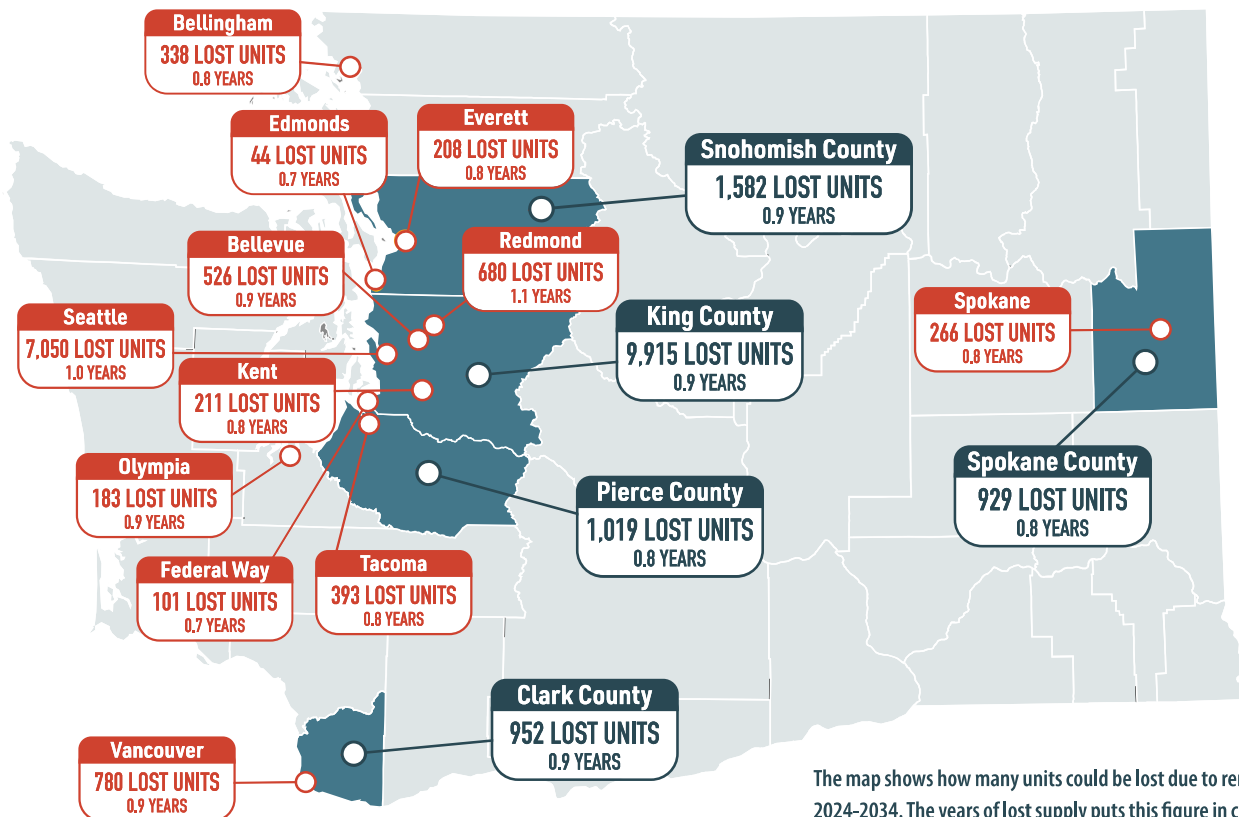 Bellingham
338 LOST UNITS
0.8 YEARS
Edmonds
44 LOST UNITS
0.7 YEARS
Everett
208 LOST UNITS
0.8 YEARS
Snohomish County
1,582 LOST UNITS
0.9 YEARS
Bellevue
526 LOST UNITS
0.9 YEARS
Redmond
680 LOST UNITS
1.1 YEARS
Seattle
7,050 LOST UNITS
1.0 YEARS
King County
9,915 LOST UNITS
0.9 YEARS
Spokane
266 LOST UNITS
0.8 YEARS
Kent
211 LOST UNITS
0.8 YEARS
Olympia
183 LOST UNITS
0.9 YEARS
Pierce County
1,019 LOST UNITS
0.8 YEARS
Spokane County
929 LOST UNITS
0.8 YEARS
Federal Way
101 LOST UNITS
0.7 YEARS
Tacoma
393 LOST UNITS
0.8 YEARS
Clark County
952 LOST UNITS
0.9 YEARS
Vancouver
780 LOST UNITS
0.9 YEARS
The map shows how many units could be lost due to
2024-2034. The years of lost supply puts this figure in